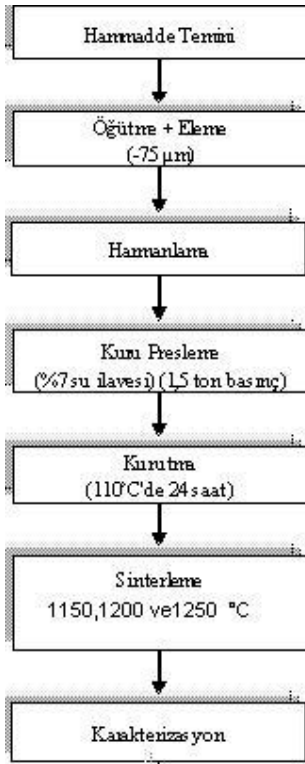 Hammadde Temini
Öğütme + Eleme
(-75 µm)
Harmanlama
Kuru Presleme
(%7 su ilavesi) (1,5 ton basınç)
Kurutma
(110°C'de 24 saat)
Sinterleme
1150,1200 ve1250 °C
Karakterizasyon